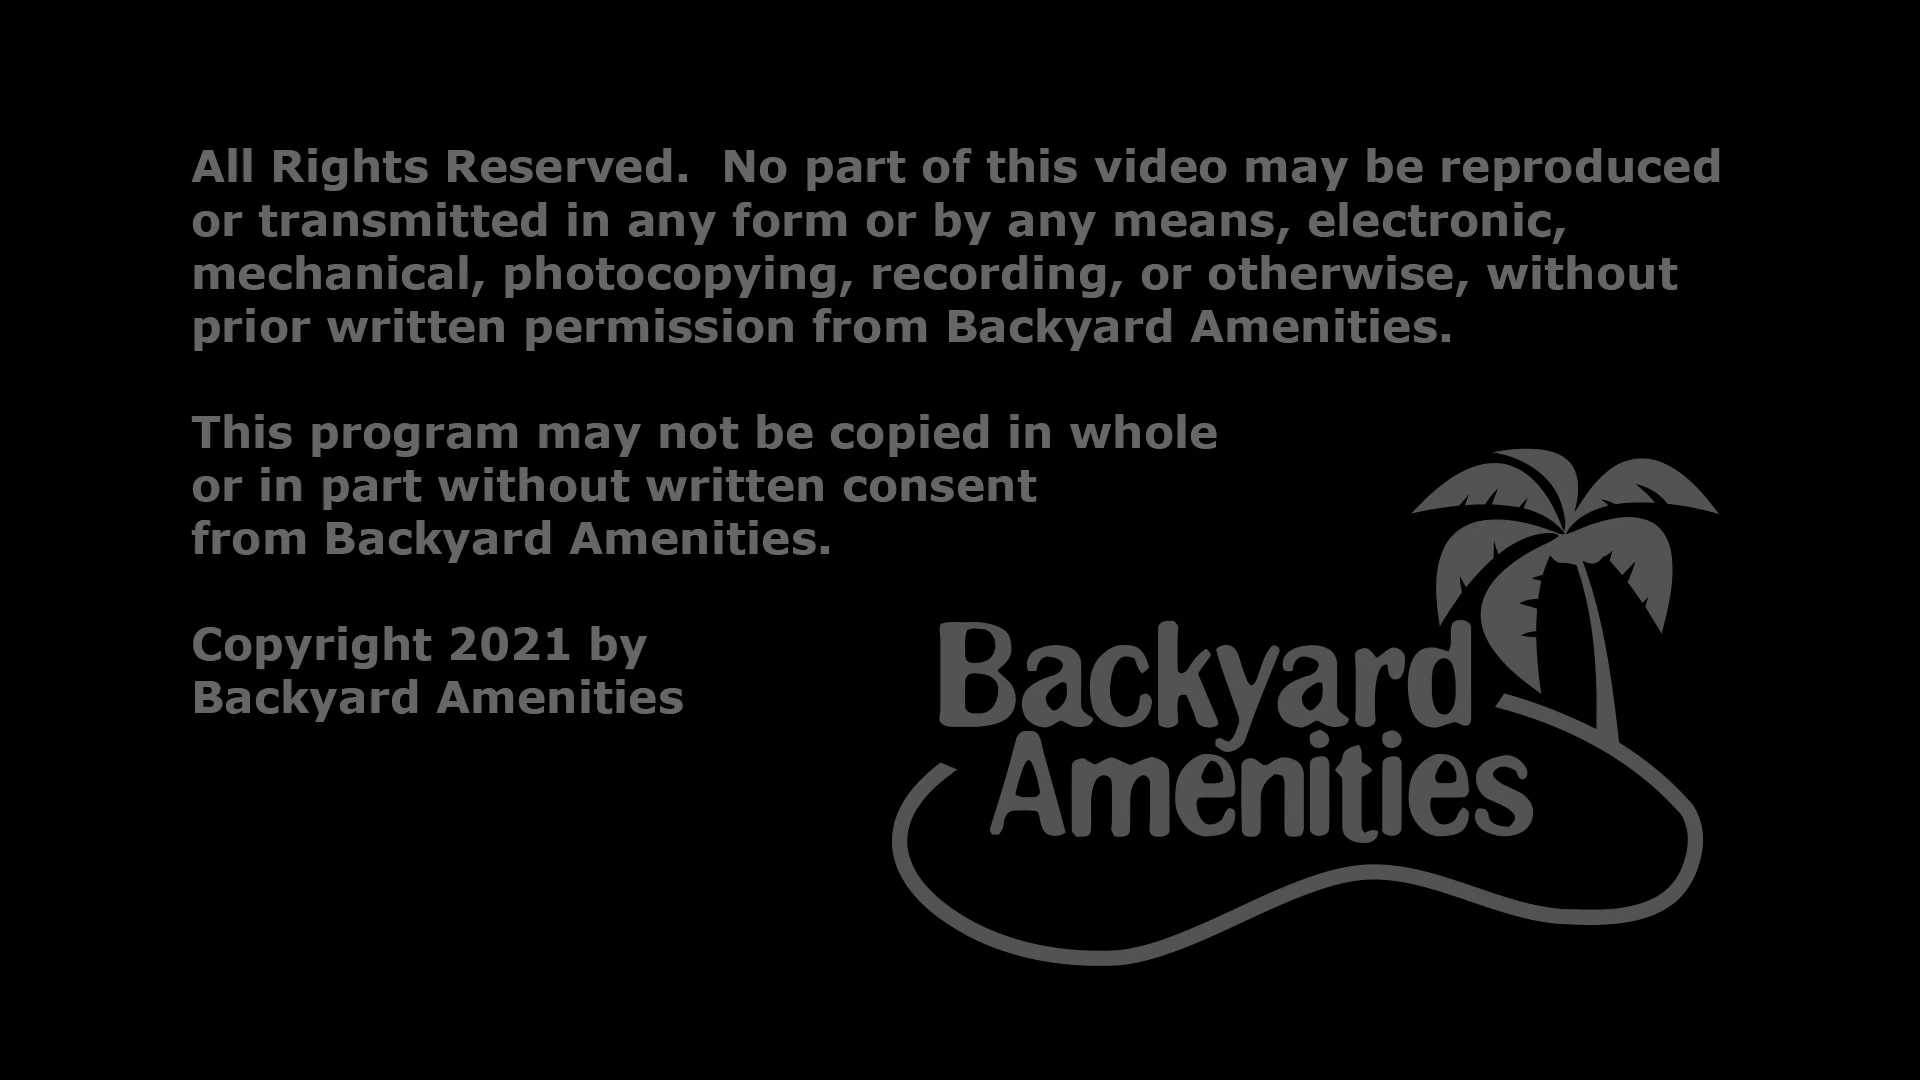 All Rights Reserved.  No part of this video may be reproduced
or transmitted in any form or by any means, electronic,
mechanical, photocopying, recording, or otherwise, without
prior written permission from Backyard Amenities.
This program may not be copied in whole
or in part without written consent
from Backyard Amenities.
Copyright 2021 by
Backyard Amenities
Backyard
Amenities